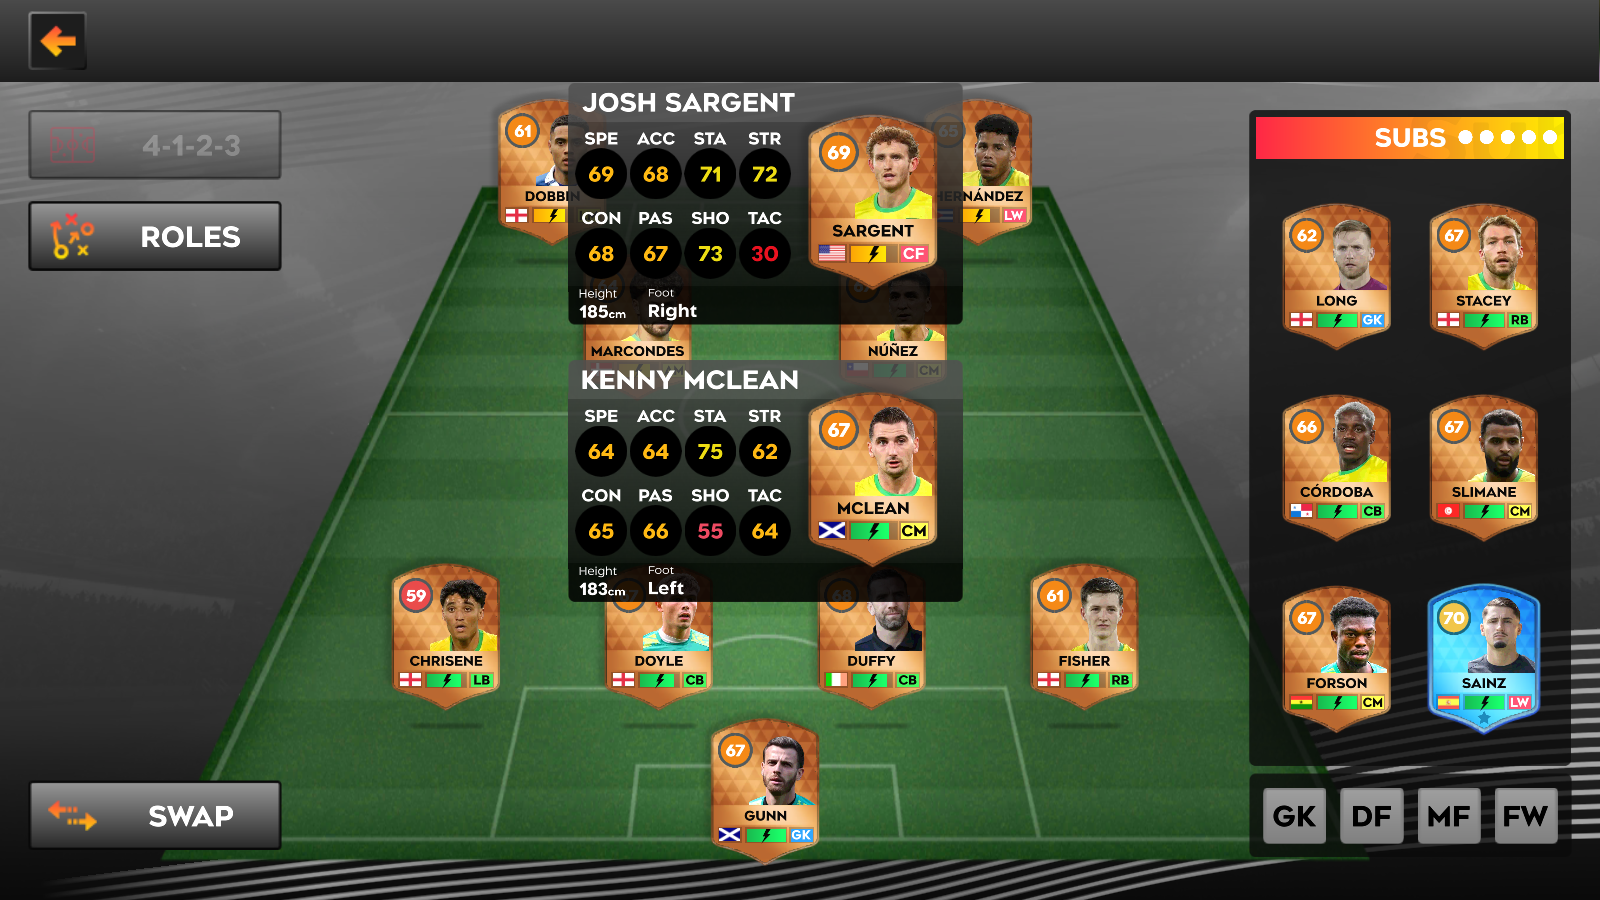 4-1-2-3
ROLES
SWAP
61
DOBBIN
JOSH SARGENT
SPE ACC STA STR
69 68 71 72
CON PAS SHO TAC
68 67 73 30
Height Foot
185cm Right
69
SARGENT
CF
65
HERNÁNDEZ
LW
MARCONDES
NÚÑEZ
CM
KENNY MCLEAN
SPE ACC STA STR
64 64 75 62
CON PAS SHO TAC
65 66 55 64
Height Foot
183cm Left
67
MCLEAN
CM
59
CHRISENE
LB
DOYLE
CB
68
DUFFY
CB
61
FISHER
RB
67
GUNN
GK
SUBS
62
LONG
GK
67
STACEY
RB
66
CÓRDOBA
CB
67
SLIMANE
CM
67
FORSON
CM
70
SAINZ
LW
GK DF MF FW